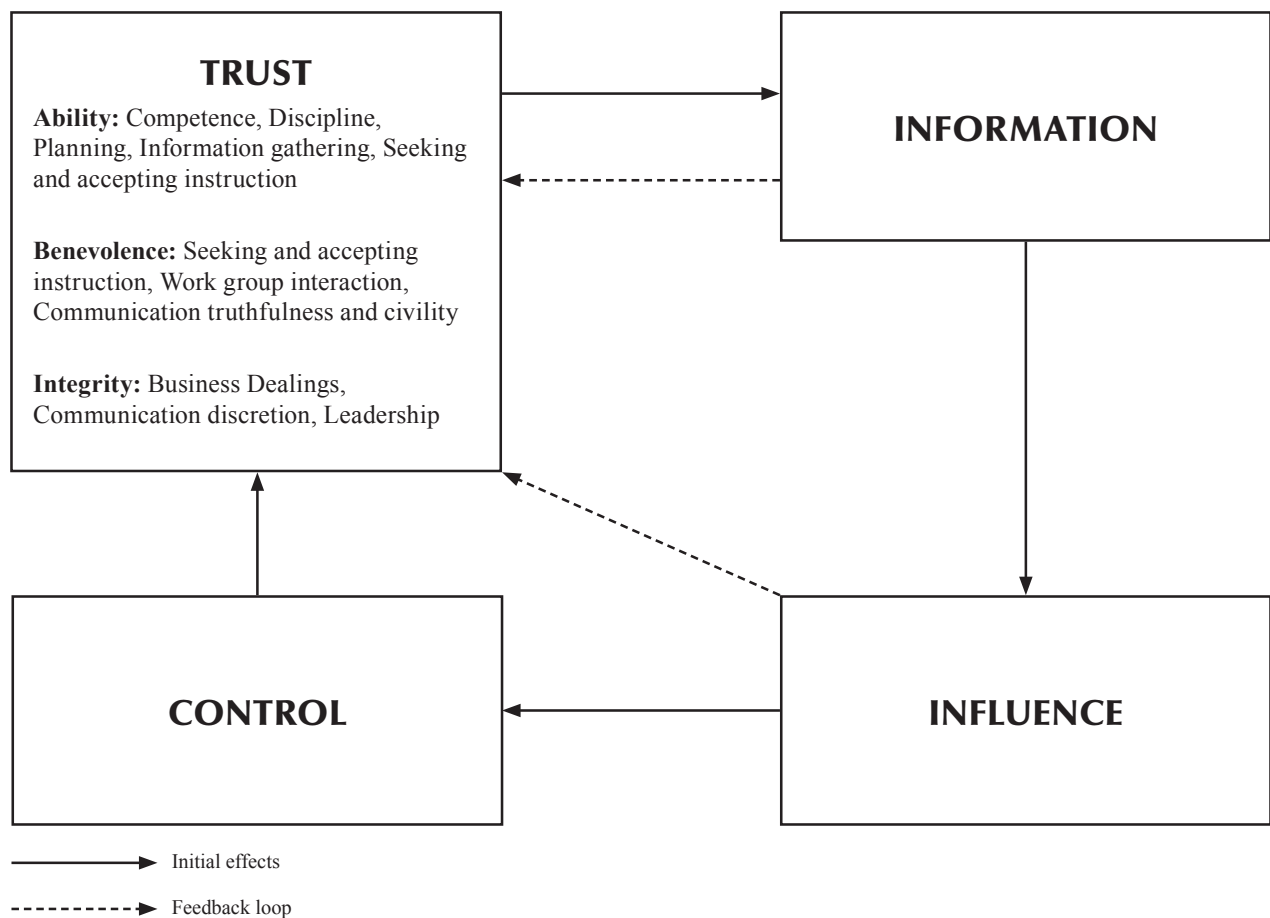 TRUST
Ability: Competence, Discipline,
Planning, Information gathering, Seeking
and accepting instruction
Benevolence: Seeking and accepting
instruction, Work group interaction,
Communication truthfulness and civility
Integrity: Business Dealings,
Communication discretion, Leadership
INFORMATION
CONTROL
INFLUENCE
Initial effects
Feedback loop